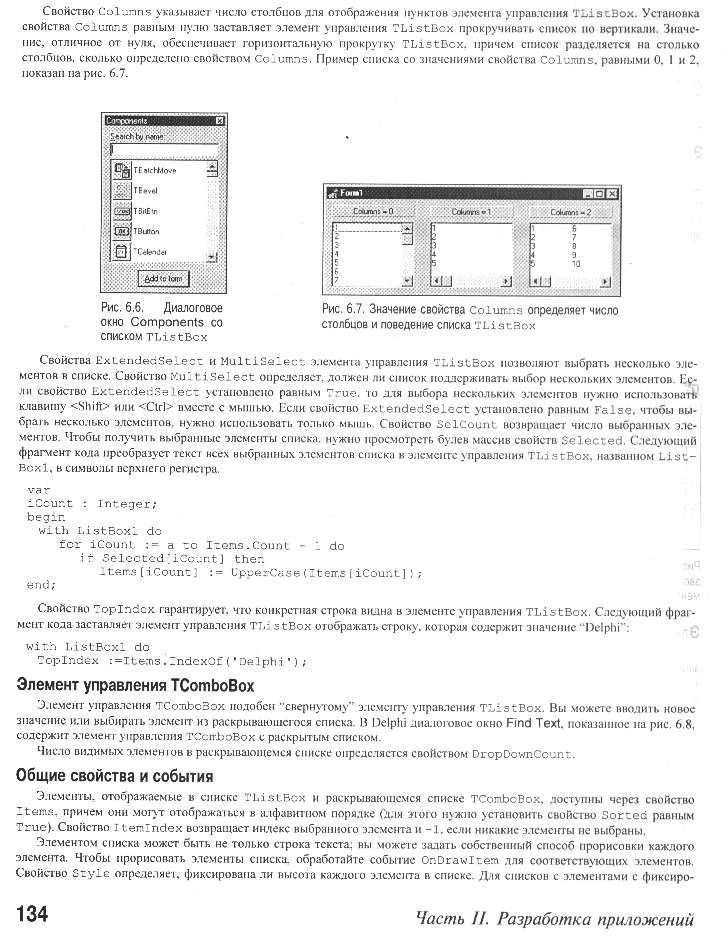 Свойство Columns указывает число столбцов для отображения пунктов элемента управления TListBox. Установка
свойства Columns равным нулю заставляет элемент управления TListBox прокручивать список по вертикали. Значе-
ние, отличное от нуля, обеспечивает горизонтальную прокрутку TListBox, причем список разделяется на столько
столбцов, сколько определено свойством Columns. Пример списка со значениями свойства Columns, равными 0, 1 и 2,
показан на рис. 6.7.
Components
Search by name:
TBatchMove
TBevel
TBitBtn
TButton
TCalendar
Add to form
Form1
Columns = 0
Columns = 1
Columns = 2
1
2
3
4
5
6
7
1
2
3
4
5
1 6
2 7
3 8
4 9
5 10
Рис. 6.6. Диалоговое
окно Components со
списком TListBox
Рис. 6.7. Значение свойства Columns определяет число
столбцов и поведение списка TListBox
Свойства ExtendedSelect и MultiSelect элемента управления TListBox позволяют выбрать несколько эле-
ментов в списке. Свойство MultiSelect определяет, должен ли список поддерживать выбор нескольких элементов. Ес-
ли свойство ExtendedSelect установлено равным True, то для выбора нескольких элементов нужно использовать
клавишу <Shift> или <Ctrl> вместе с мышью. Если свойство ExtendedSelect установлено равным False, чтобы вы-
брать несколько элементов, нужно использовать только мышь. Свойство SelCount возвращает число выбранных эле-
ментов. Чтобы получить выбранные элементы списка, нужно просмотреть булев массив свойств Selected. Следующий
фрагмент кода преобразует текст всех выбранных элементов списка в элементе управления TListBox, названном List-
Box1, в символы верхнего регистра.
var
iCount : Integer;
begin
with ListBox1 do
for iCount := a to Items.Count - 1 do
if Selected[iCount] then
Items[iCount] := UpperCase(Items[iCount]);
end;
Свойство TopIndex гарантирует, что конкретная строка видна в элементе управления TListBox. Следующий фраг-
мент кода заставляет элемент управления TListBox отображать строку, которая содержит значение “Delphi”:
with ListBox1 do
TopIndex :=Items.IndexOf('Delphi');
Элемент управления TComboBox
Элемент управления TComboBox подобен “свернутому” элементу управления TListBox. Вы можете вводить новое
значение или выбирать элемент из раскрывающегося списка. В Delphi диалоговое окно Find Text, показанное на рис. 6.8,
содержит элемент управления TComboBox с раскрытым списком.
Число видимых элементов в раскрывающемся списке определяется свойством DropDownCount.
Общие свойства и события
Элементы, отображаемые в списке TListBox и раскрывающемся списке TComboBox, доступны через свойство
Items, причем они могут отображаться в алфавитном порядке (для этого нужно установить свойство Sorted равным
True). Свойство ItemIndex возвращает индекс выбранного элемента и -1, если никакие элементы не выбраны.
Элементом списка может быть не только строка текста; вы можете задать собственный способ прорисовки каждого
элемента. Чтобы прорисовать элементы списка, обработайте событие OnDrawItem для соответствующих элементов.
Свойство Style определяет, фиксирована ли высота каждого элемента в списке. Для списков с элементами с фиксиро-
134
Часть II. Разработка приложений